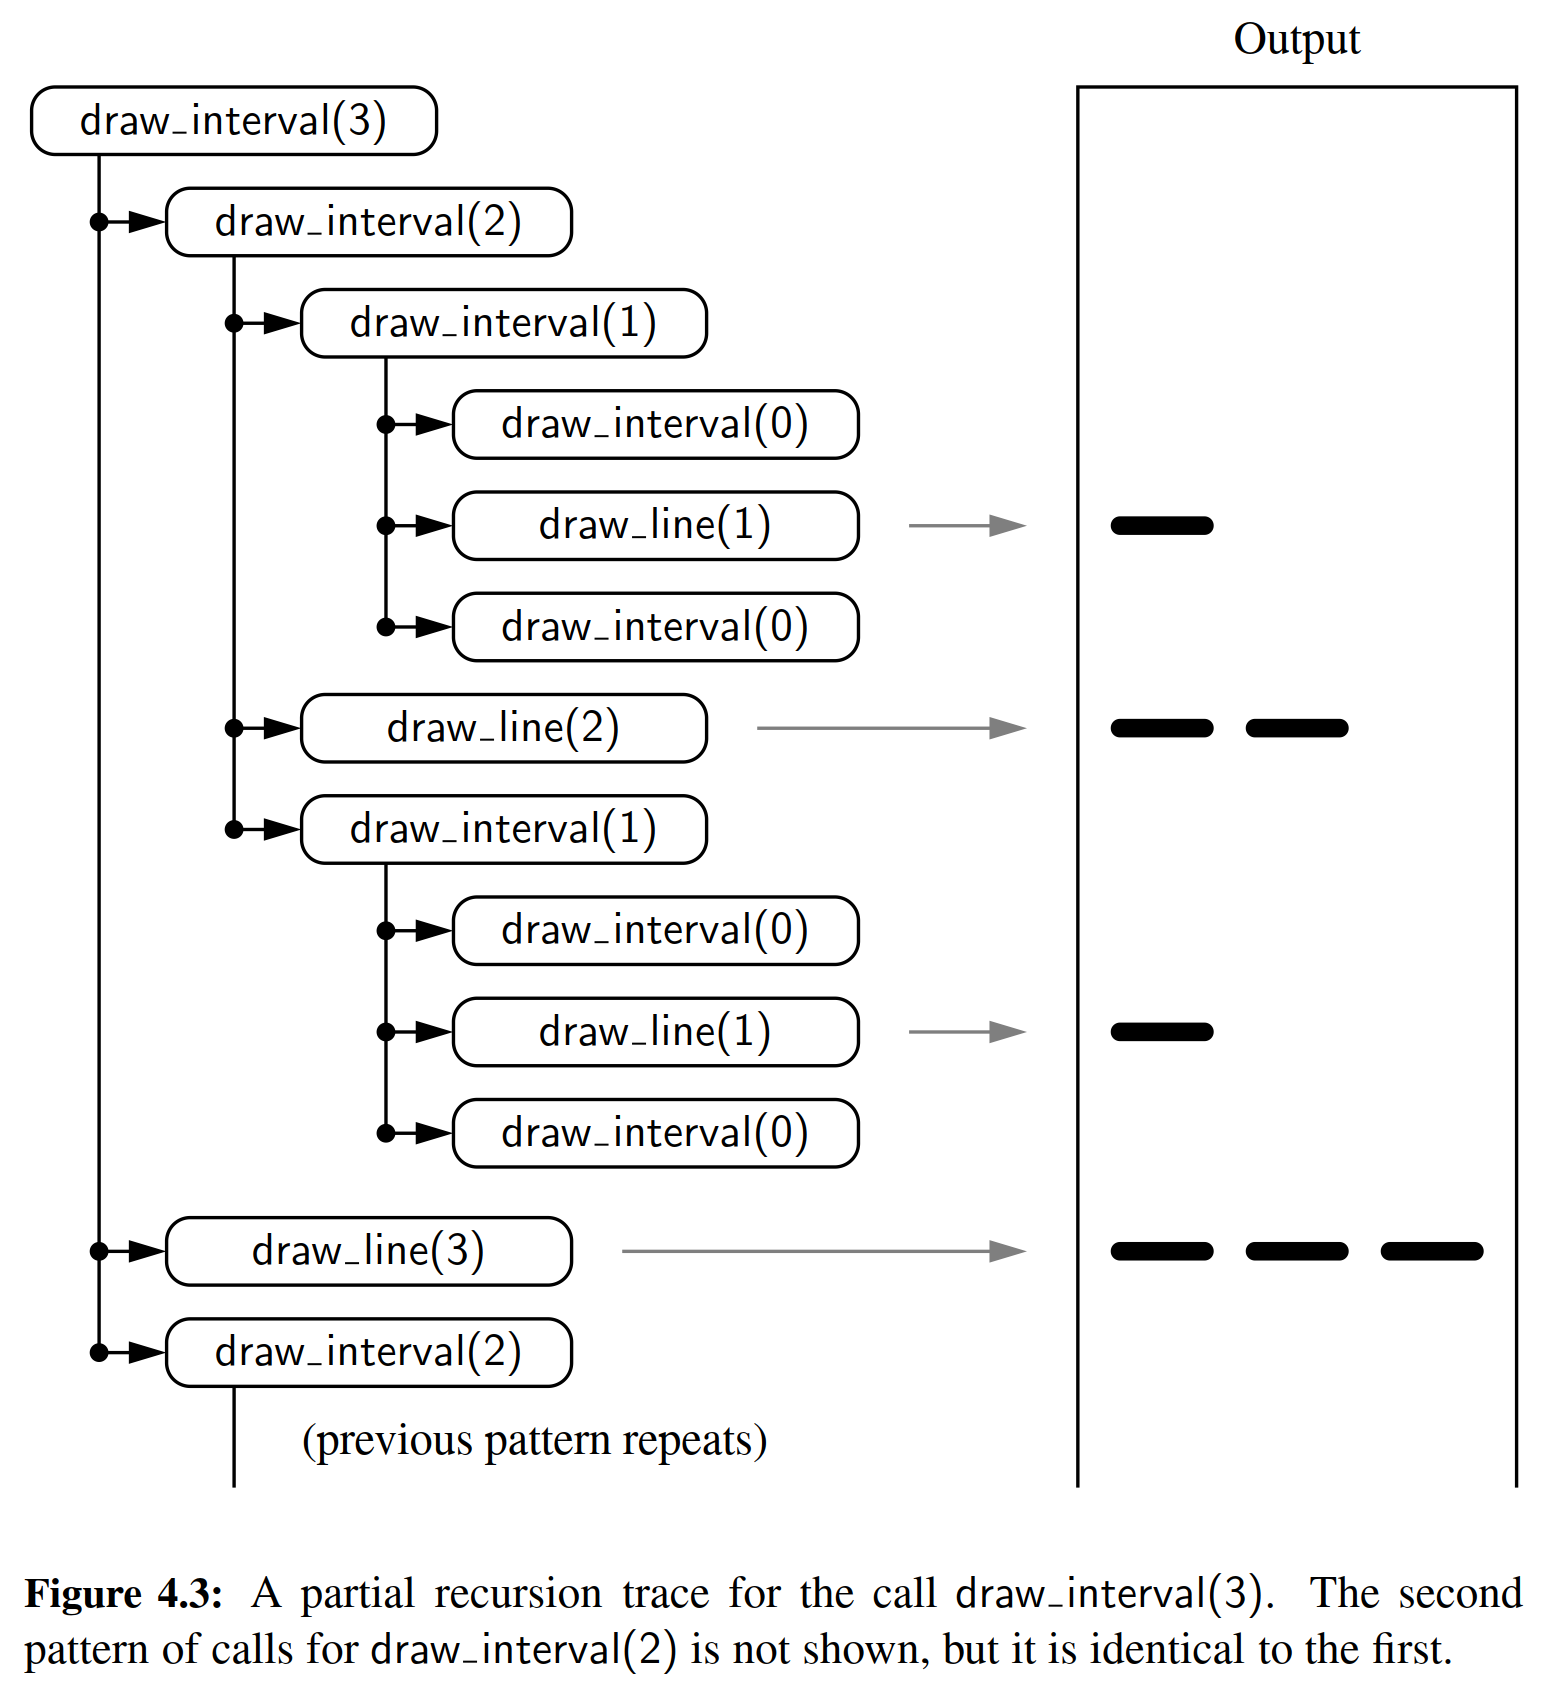 Output
draw_interval(3)
draw_interval(2)
draw_interval(1)
draw_interval(0)
draw_line(1)
draw_interval(0)
draw_line(2)
draw_interval(1)
draw_interval(0)
draw_line(1)
draw_interval(0)
draw_line(3)
draw_interval(2)
(previous pattern repeats)
Figure 4.3: A partial recursion trace for the call draw_interval(3). The second
pattern of calls for draw_interval(2) is not shown, but it is identical to the first.